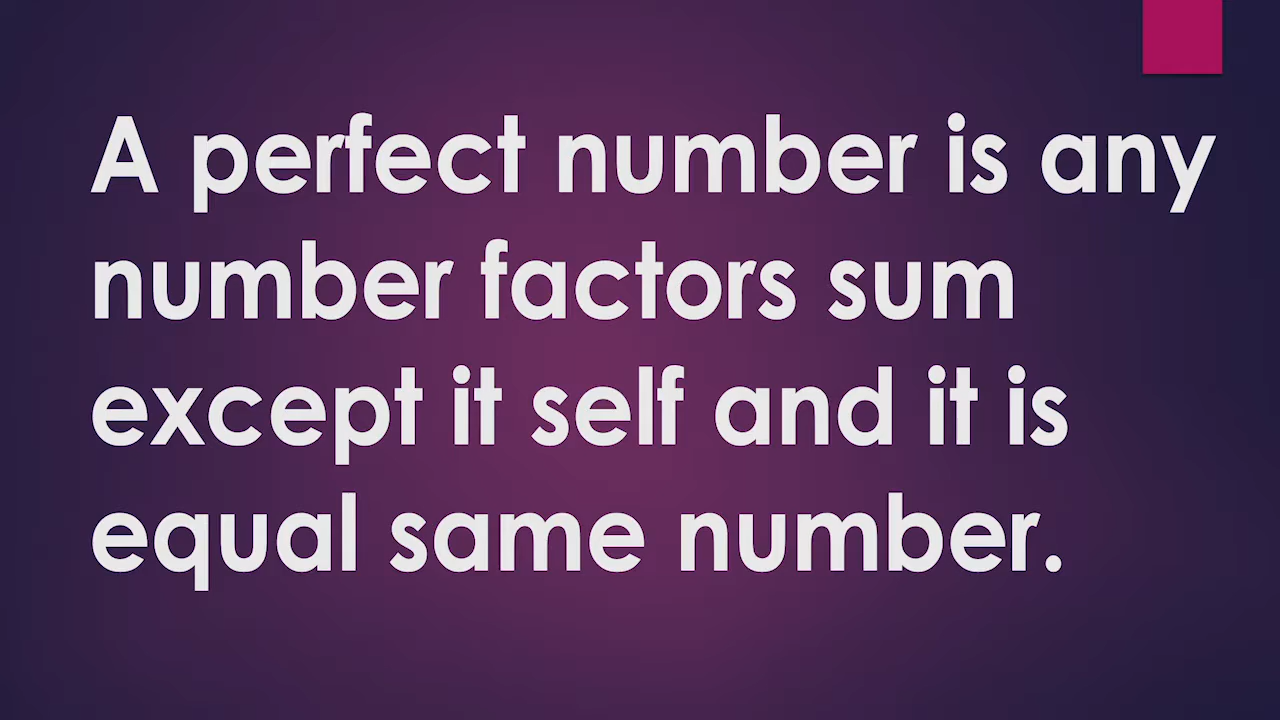 A perfect number is any
number factors sum
except it self and it is
equal same number.